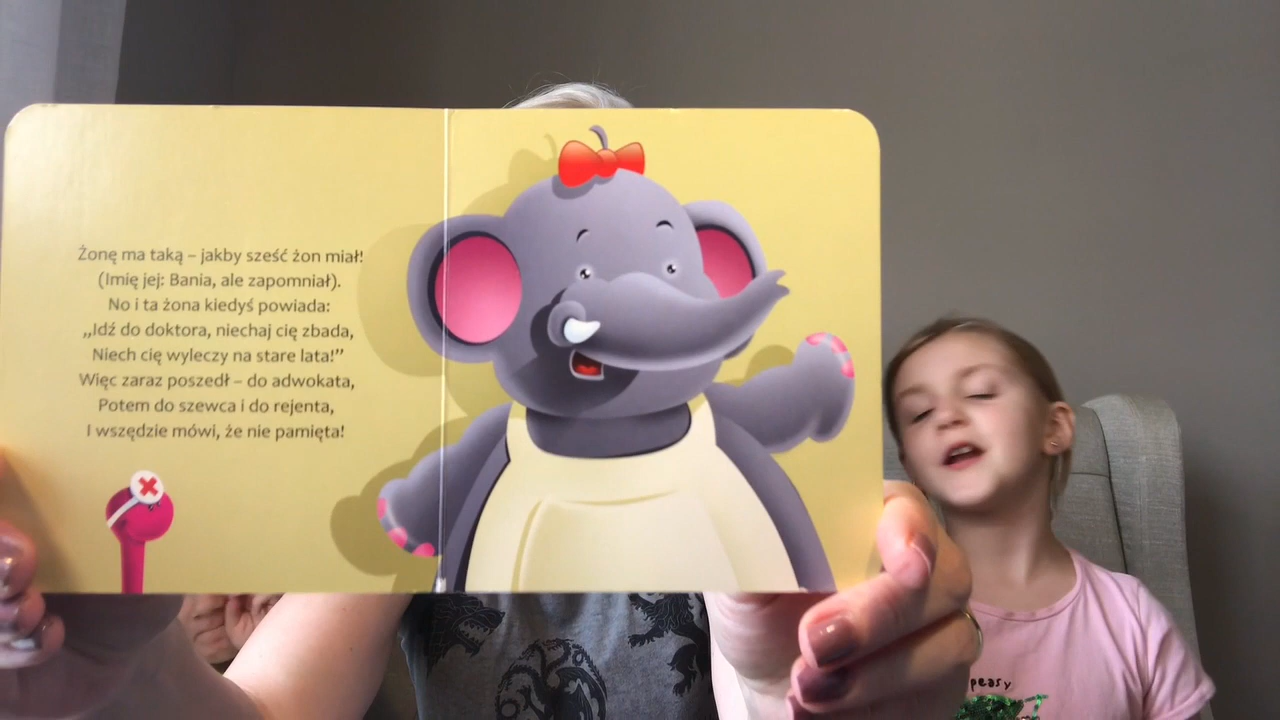 Żonę ma taką – jakby sześć żon miał!
(Imię jej: Bania, ale zapomniał).
No i ta żona kiedyś powiada:
„Idź do doktora, niechaj cię zbada,
Niech cię wyleczy na stare lata!”
Więc zaraz poszedł – do adwokata,
Potem do szewca i do rejenta,
I wszędzie mówi, że nie pamięta!
peasy